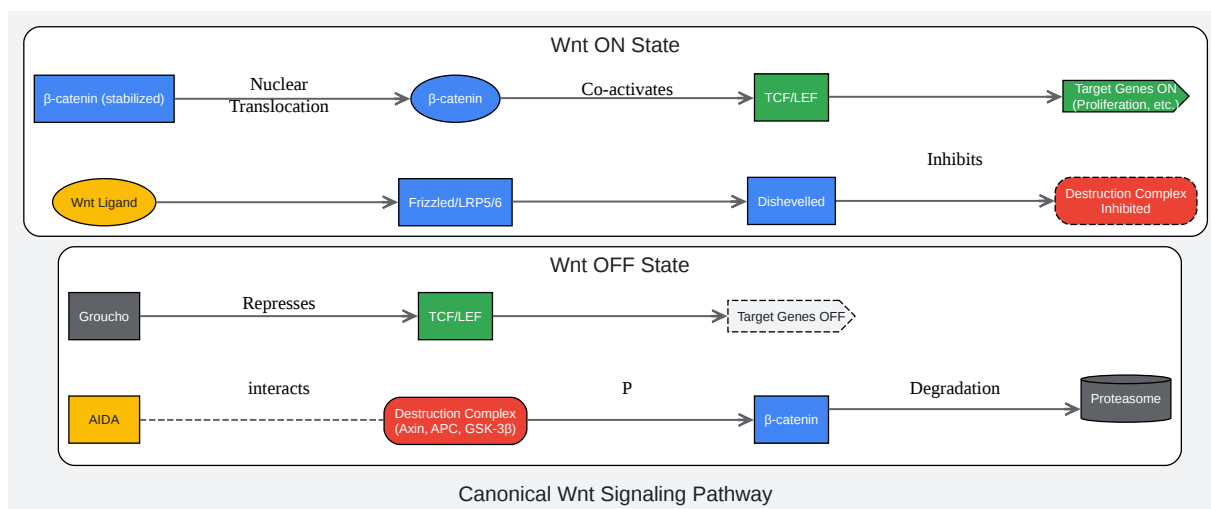 Wnt ON State
Nuclear
Translocation
Co-activates
β-catenin (stabilized)
β-catenin
TCF/LEF
Target Genes ON
(Proliferation, etc.)
Inhibits
Wnt Ligand
Frizzled/LRP5/6
Dishevelled
Destruction Complex
Inhibited
Wnt OFF State
Represses
Groucho
TCF/LEF
Target Genes OFF
interacts
P
Degradation
AIDA
Destruction Complex
(Axin, APC, GSK-3β)
β-catenin
Proteasome
Canonical Wnt Signaling Pathway